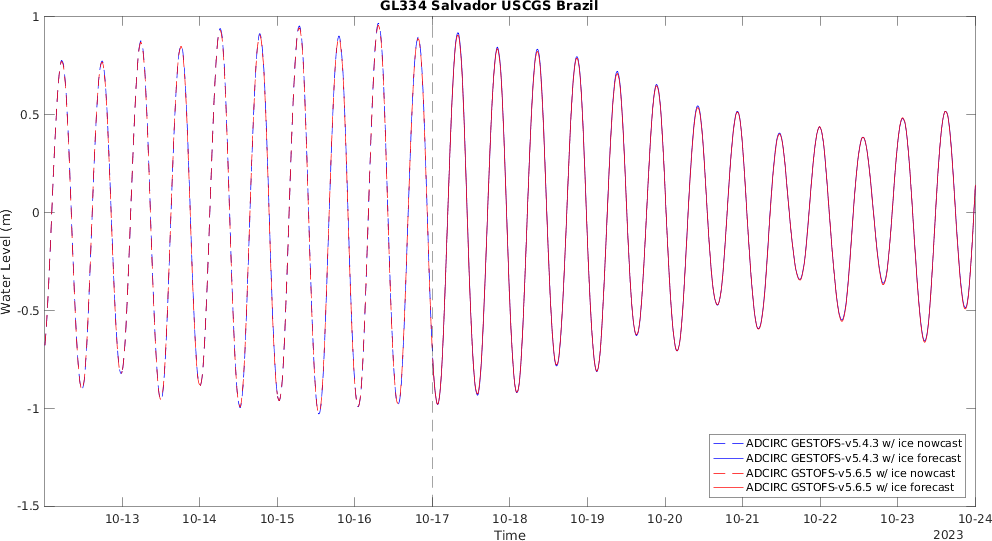 GL334 Salvador USCGS Brazil
Water Level (m)
1
0.5
0
-0.5
-1
-1.5
ADCIRC GESTOFS-v5.4.3 w/ ice nowcast
ADCIRC GESTOFS-v5.4.3 w/ ice forecast
ADCIRC GSTOFS-v5.6.5 w/ ice nowcast
ADCIRC GSTOFS-v5.6.5 w/ ice forecast
10-13 10-14 10-15 10-16 10-17 10-18 10-19 10-20 10-21 10-22 10-23 10-24
Time
2023